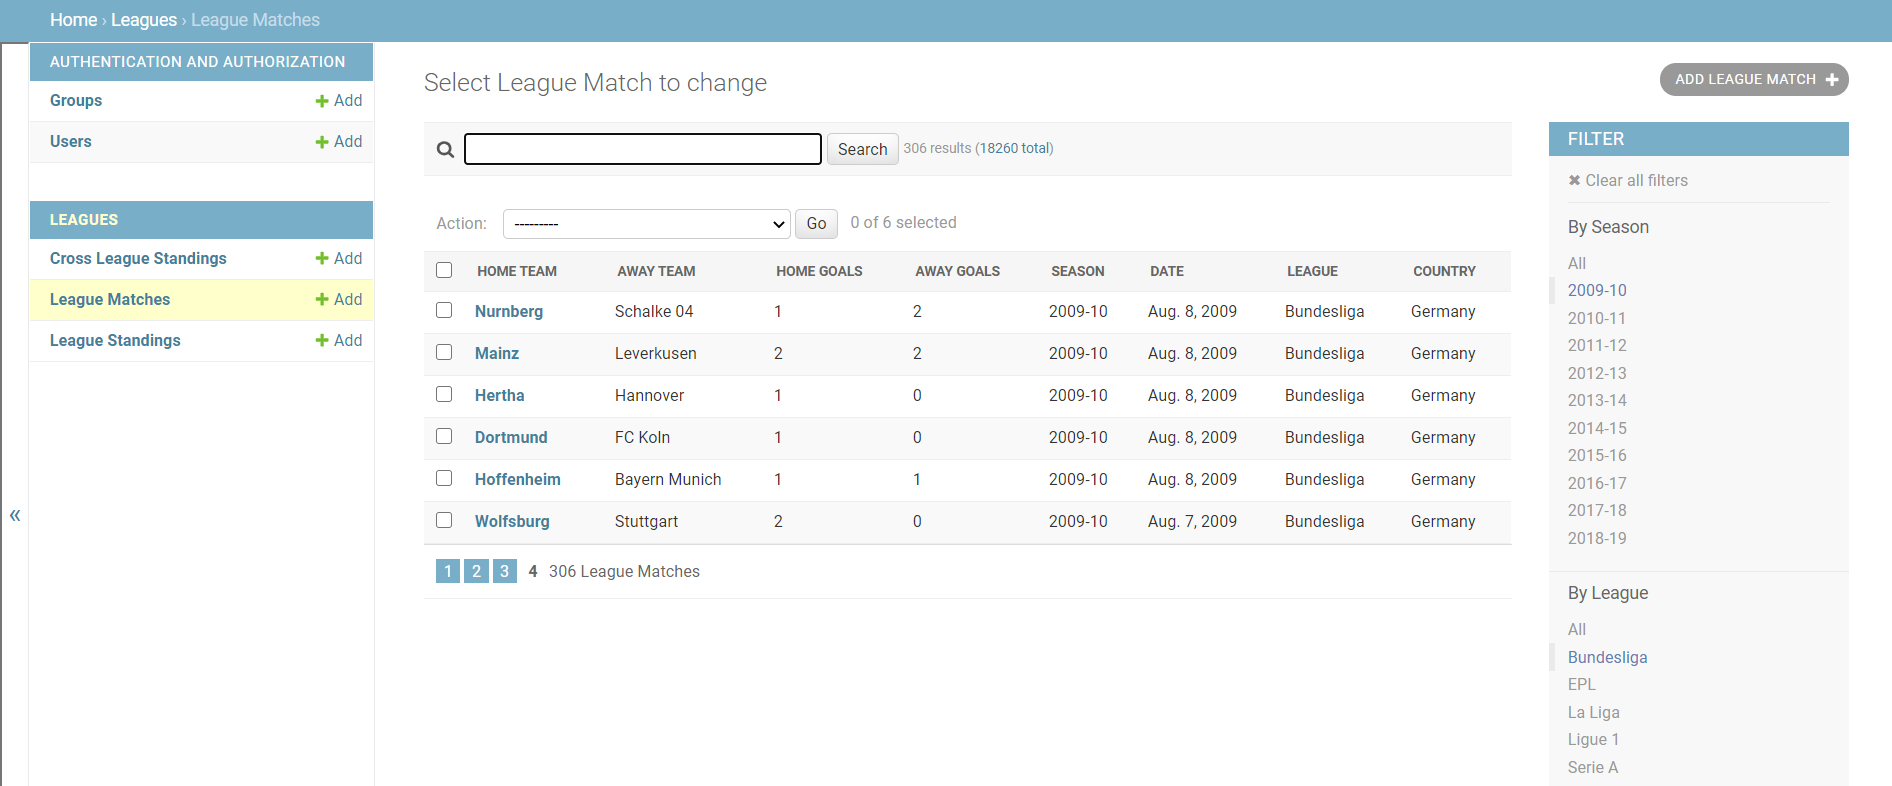 Home › Leagues › League Matches
AUTHENTICATION AND AUTHORIZATION
Groups Add
Users Add
LEAGUES
Cross League Standings Add
League Matches Add
League Standings Add
«
Select League Match to change
ADD LEAGUE MATCH
Search 306 results (18260 total)
Action: --------- Go 0 of 6 selected
HOME TEAM AWAY TEAM HOME GOALS AWAY GOALS SEASON DATE LEAGUE COUNTRY
Nurnberg Schalke 04 1 2 2009-10 Aug. 8, 2009 Bundesliga Germany
Mainz Leverkusen 2 2 2009-10 Aug. 8, 2009 Bundesliga Germany
Hertha Hannover 1 0 2009-10 Aug. 8, 2009 Bundesliga Germany
Dortmund FC Koln 1 0 2009-10 Aug. 8, 2009 Bundesliga Germany
Hoffenheim Bayern Munich 1 1 2009-10 Aug. 8, 2009 Bundesliga Germany
Wolfsburg Stuttgart 2 0 2009-10 Aug. 7, 2009 Bundesliga Germany
1 2 3 4 306 League Matches
FILTER
✖ Clear all filters
By Season
All
2009-10
2010-11
2011-12
2012-13
2013-14
2014-15
2015-16
2016-17
2017-18
2018-19
By League
All
Bundesliga
EPL
La Liga
Ligue 1
Serie A